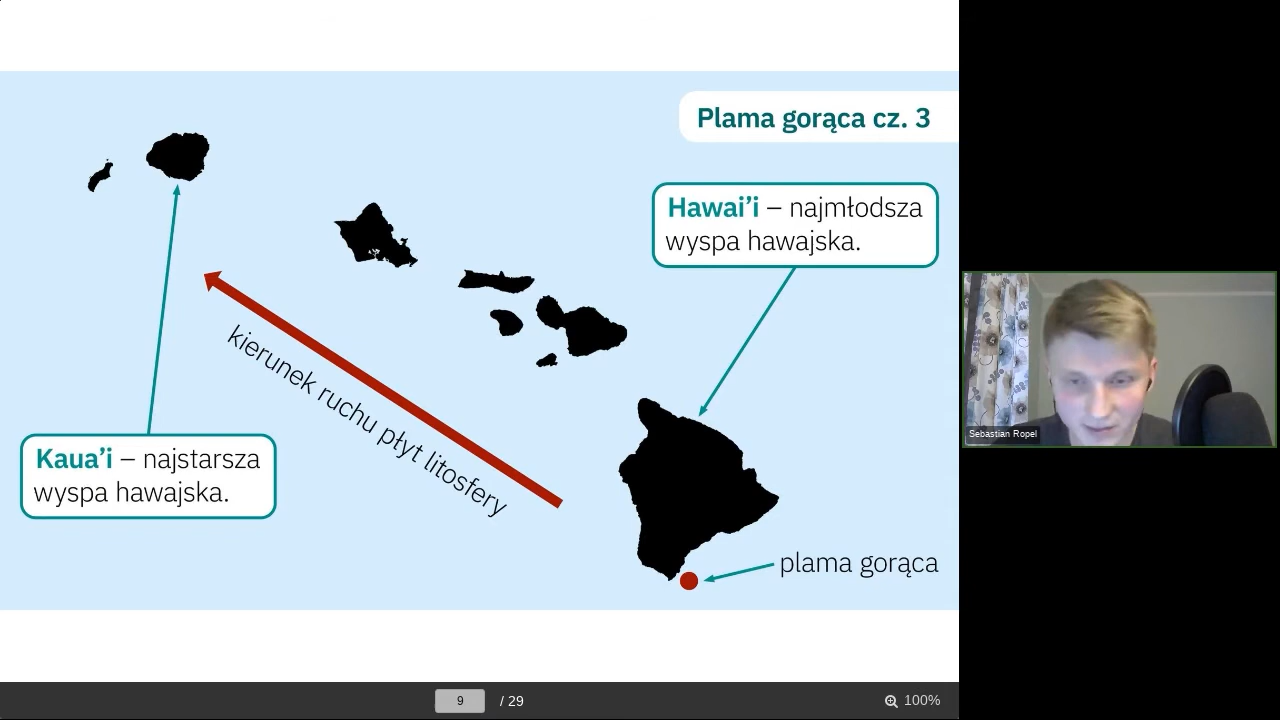 Plama gorąca cz. 3
Hawai’i – najmłodsza
wyspa hawajska.
kierunek ruchu płyt litosfery
Kaua’i – najstarsza
wyspa hawajska.
plama gorąca
Sebastian Ropel
9 / 29
100%